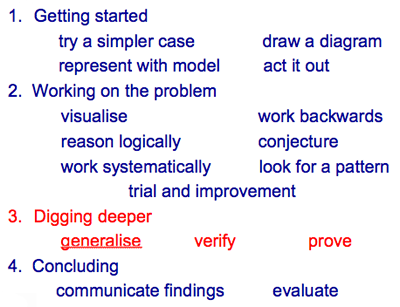 1. Getting started
try a simpler case draw a diagram
represent with model act it out
2. Working on the problem
visualise work backwards
reason logically conjecture
work systematically look for a pattern
trial and improvement
3. Digging deeper
generalise verify prove
4. Concluding
communicate findings evaluate